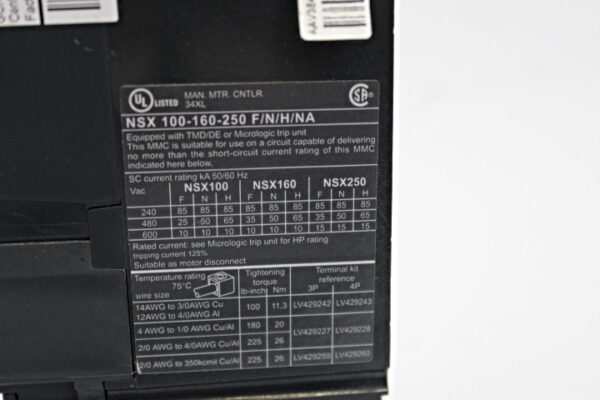 UL LISTED MAN. MTR. CNTLR. SA
34XL
NSX 100-160-250 F/N/H/NA
Equipped with TMD/DE or Micrologic trip unit
This MMC is suitable for use on a circuit capable of delivering
no more than the short-circuit current rating of this MMC
indicated here below.
SC current rating kA 50/60 Hz
Vac NSX100 NSX160 NSX250
F N H F N H F N H
240 85 85 85 85 85 85 85 85 85
480 25 50 65 35 50 65 35 50 65
600 10 10 10 10 10 10 15 15 15
Rated current: see Micrologic trip unit for HP rating
tripping current 125%
Suitable as motor disconnect
Temperature rating 75°C
wire size
Tightening torque
lb-inch Nm
Terminal kit reference
3P 4P
14AWG to 3/0AWG Cu
12AWG to 4/0AWG Al
100 11.3 LV429242 LV429243
4 AWG to 1/0 AWG Cu/Al 180 20
LV429227 LV429228
2/0 AWG to 4/0AWG Cu/Al 225 26
2/0 AWG to 350kcmil Cu/Al 225 26 LV429259 LV429260